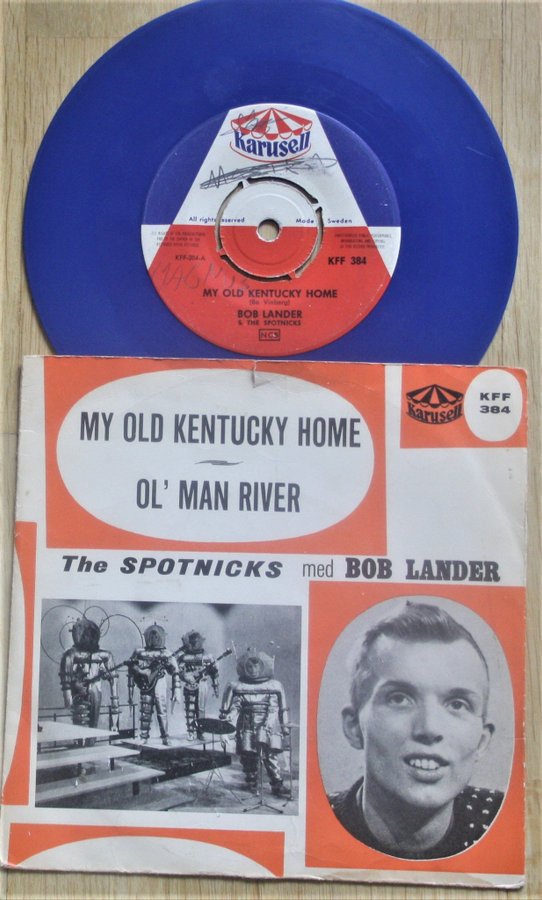 Karusell
All rights reserved Made Sweden
KFF-384-A
KFF 384
MY OLD KENTUCKY HOME
(Bo Vinberg)
BOB LANDER
& THE SPOTNICKS
NCB
Karusell
KFF
384
MY OLD KENTUCKY HOME
OL' MAN RIVER
The SPOTNICKS med BOB LANDER